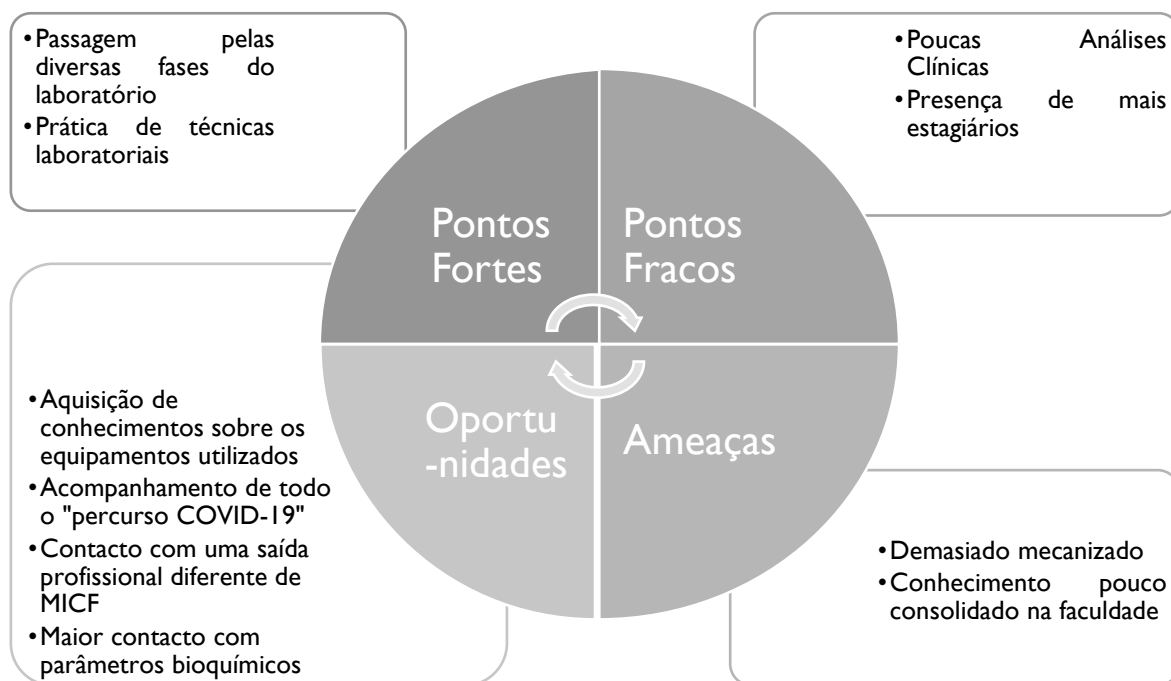 •Passagem pelas
diversas fases do
laboratório
•Prática de técnicas
laboratoriais
•Poucas Análises
Clínicas
•Presença de mais
estagiários
Pontos
Fortes
Pontos
Fracos
Oportu
-nidades
Ameaças
•Aquisição de
conhecimentos sobre os
equipamentos utilizados
•Acompanhamento de todo
o "percurso COVID-19"
•Contacto com uma saída
profissional diferente de
MICF
•Maior contacto com
parâmetros bioquímicos
•Demasiado mecanizado
•Conhecimento pouco
consolidado na faculdade